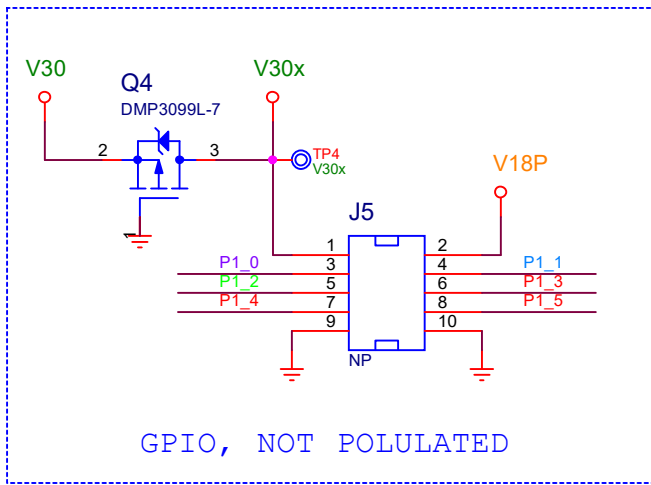 V30
Q4
DMP3099L-7
V30x
2
3
TP4
V30x
1
V18P
J5
1
2
P1_0
3
4
P1_1
P1_2
5
6
P1_3
P1_4
7
8
P1_5
9
10
NP
GPIO, NOT POLULATED